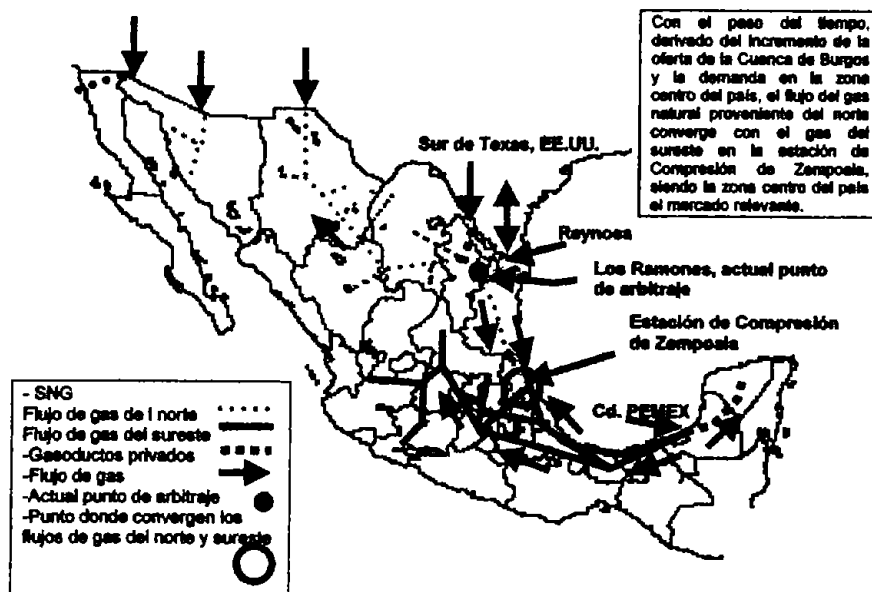 Con el paso del tiempo,
derivado del incremento de la
oferta de la Cuenca de Burgos
y la demanda en la zona
centro del país, el flujo del gas
natural proveniente del norte
converge con el gas del
sureste en la estación de
Compresión de Zempoala,
siendo la zona centro del país
el mercado relevante.
Sur de Texas, EE.UU.
Reynosa
Los Ramones, actual punto
de arbitraje
Estación de Compresión
de Zempoala
Cd. PEMEX
- SNG
Flujo de gas de l norte
Flujo de gas del sureste
-Gasoductos privados
-Flujo de gas
-Actual punto de arbitraje
-Punto donde convergen los
flujos de gas del norte y sureste